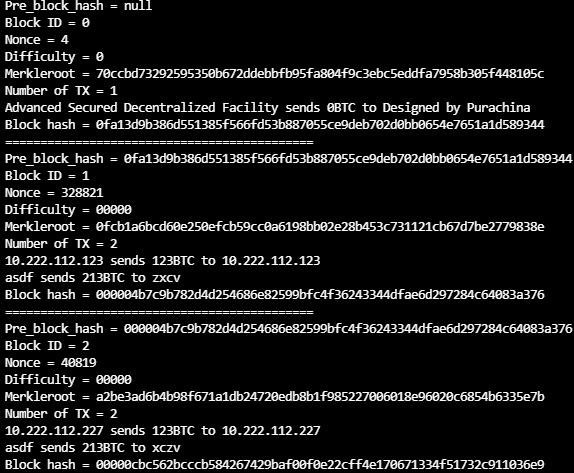 Pre_block_hash = null
Block ID = 0
Nonce = 4
Difficulty = 0
Merkleroot = 70ccbd73292595350b672ddebbfb95fa804f9c3ebc5eddfa7958b305f448105c
Number of TX = 1
Advanced Secured Decentralized Facility sends 0BTC to Designed by Purachina
Block hash = 0fa13d9b386d551385f566fd53b887055ce9deb702d0bb0654e7651a1d589344
============================================
Pre_block_hash = 0fa13d9b386d551385f566fd53b887055ce9deb702d0bb0654e7651a1d589344
Block ID = 1
Nonce = 328821
Difficulty = 00000
Merkleroot = 0fcb1a6bcd60e250efcb59cc0a6198bb02e28b453c731121cb67d7be2779838e
Number of TX = 2
10.222.112.123 sends 123BTC to 10.222.112.123
asdf sends 213BTC to zxcv
Block hash = 000004b7c9b782d4d254686e82599bfc4f36243344dfae6d297284c64083a376
============================================
Pre_block_hash = 000004b7c9b782d4d254686e82599bfc4f36243344dfae6d297284c64083a376
Block ID = 2
Nonce = 40819
Difficulty = 00000
Merkleroot = a2be3ad6b4b98f671a1db24720edb8b1f985227006018e96020c6854b6335e7b
Number of TX = 2
10.222.112.227 sends 123BTC to 10.222.112.227
asdf sends 213BTC to xczv
Block hash = 00000cbc562bcccb584267429baf00f0e22cff4e170671334f51732c911036e9